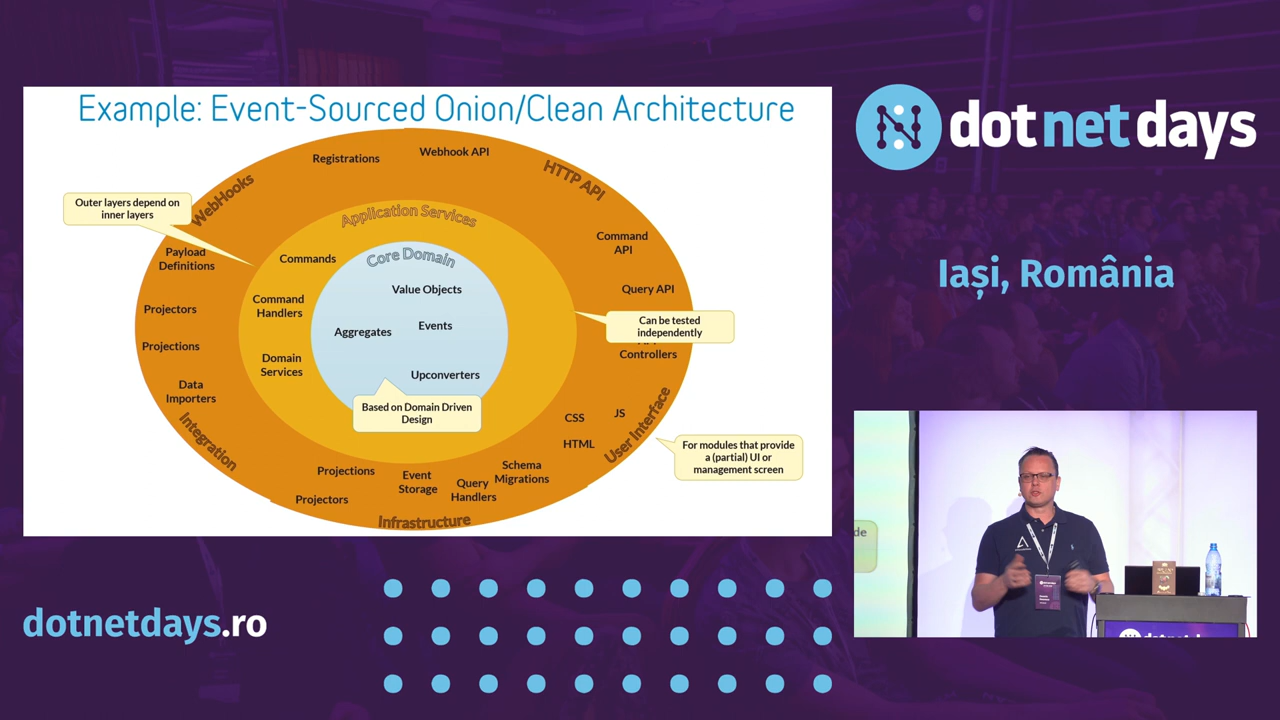 Example: Event-Sourced Onion/Clean Architecture
Registrations
Webhook API
WebHooks
HTTP API
Outer layers depend on
inner layers
Application Services
Command
API
Payload
Definitions
Commands
Core Domain
Value Objects
Query API
Command
Handlers
Projectors
Aggregates
Events
Can be tested
independently
Projections
Controllers
Domain
Services
Upconverters
Data
Importers
Based on Domain Driven
Design
CSS
JS
HTML
User Interface
Integration
For modules that provide
a (partial) UI or
management screen
Projections
Event
Storage
Schema
Migrations
Query
Handlers
Projectors
Infrastructure
dotnetdays
Iași, România
de
dotnetdays.ro